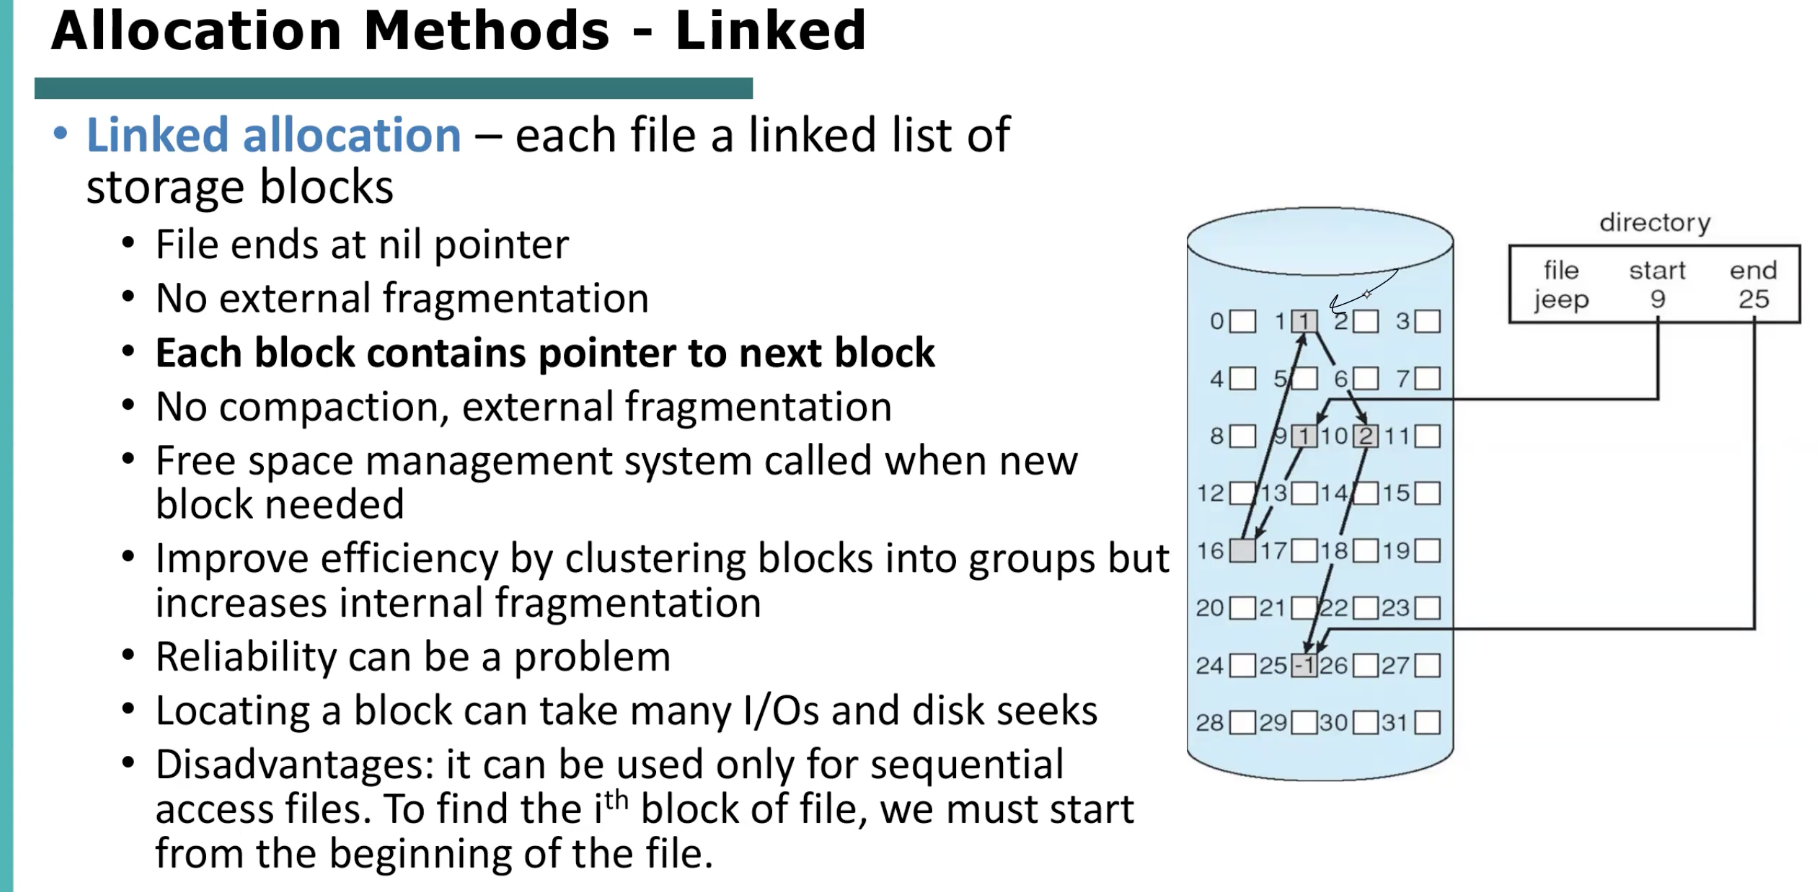 Allocation Methods - Linked
• Linked allocation – each file a linked list of
storage blocks
• File ends at nil pointer
• No external fragmentation
• Each block contains pointer to next block
• No compaction, external fragmentation
• Free space management system called when new
block needed
• Improve efficiency by clustering blocks into groups but
increases internal fragmentation
• Reliability can be a problem
• Locating a block can take many I/Os and disk seeks
• Disadvantages: it can be used only for sequential
access files. To find the ith block of file, we must start
from the beginning of the file.
directory
file start end
jeep 9 25
0 1 1 2 3
4 5 6 7
8 9 1 10 2 11
12 13 14 15
16 17 18 19
20 21 22 23
24 25 -1 26 27
28 29 30 31